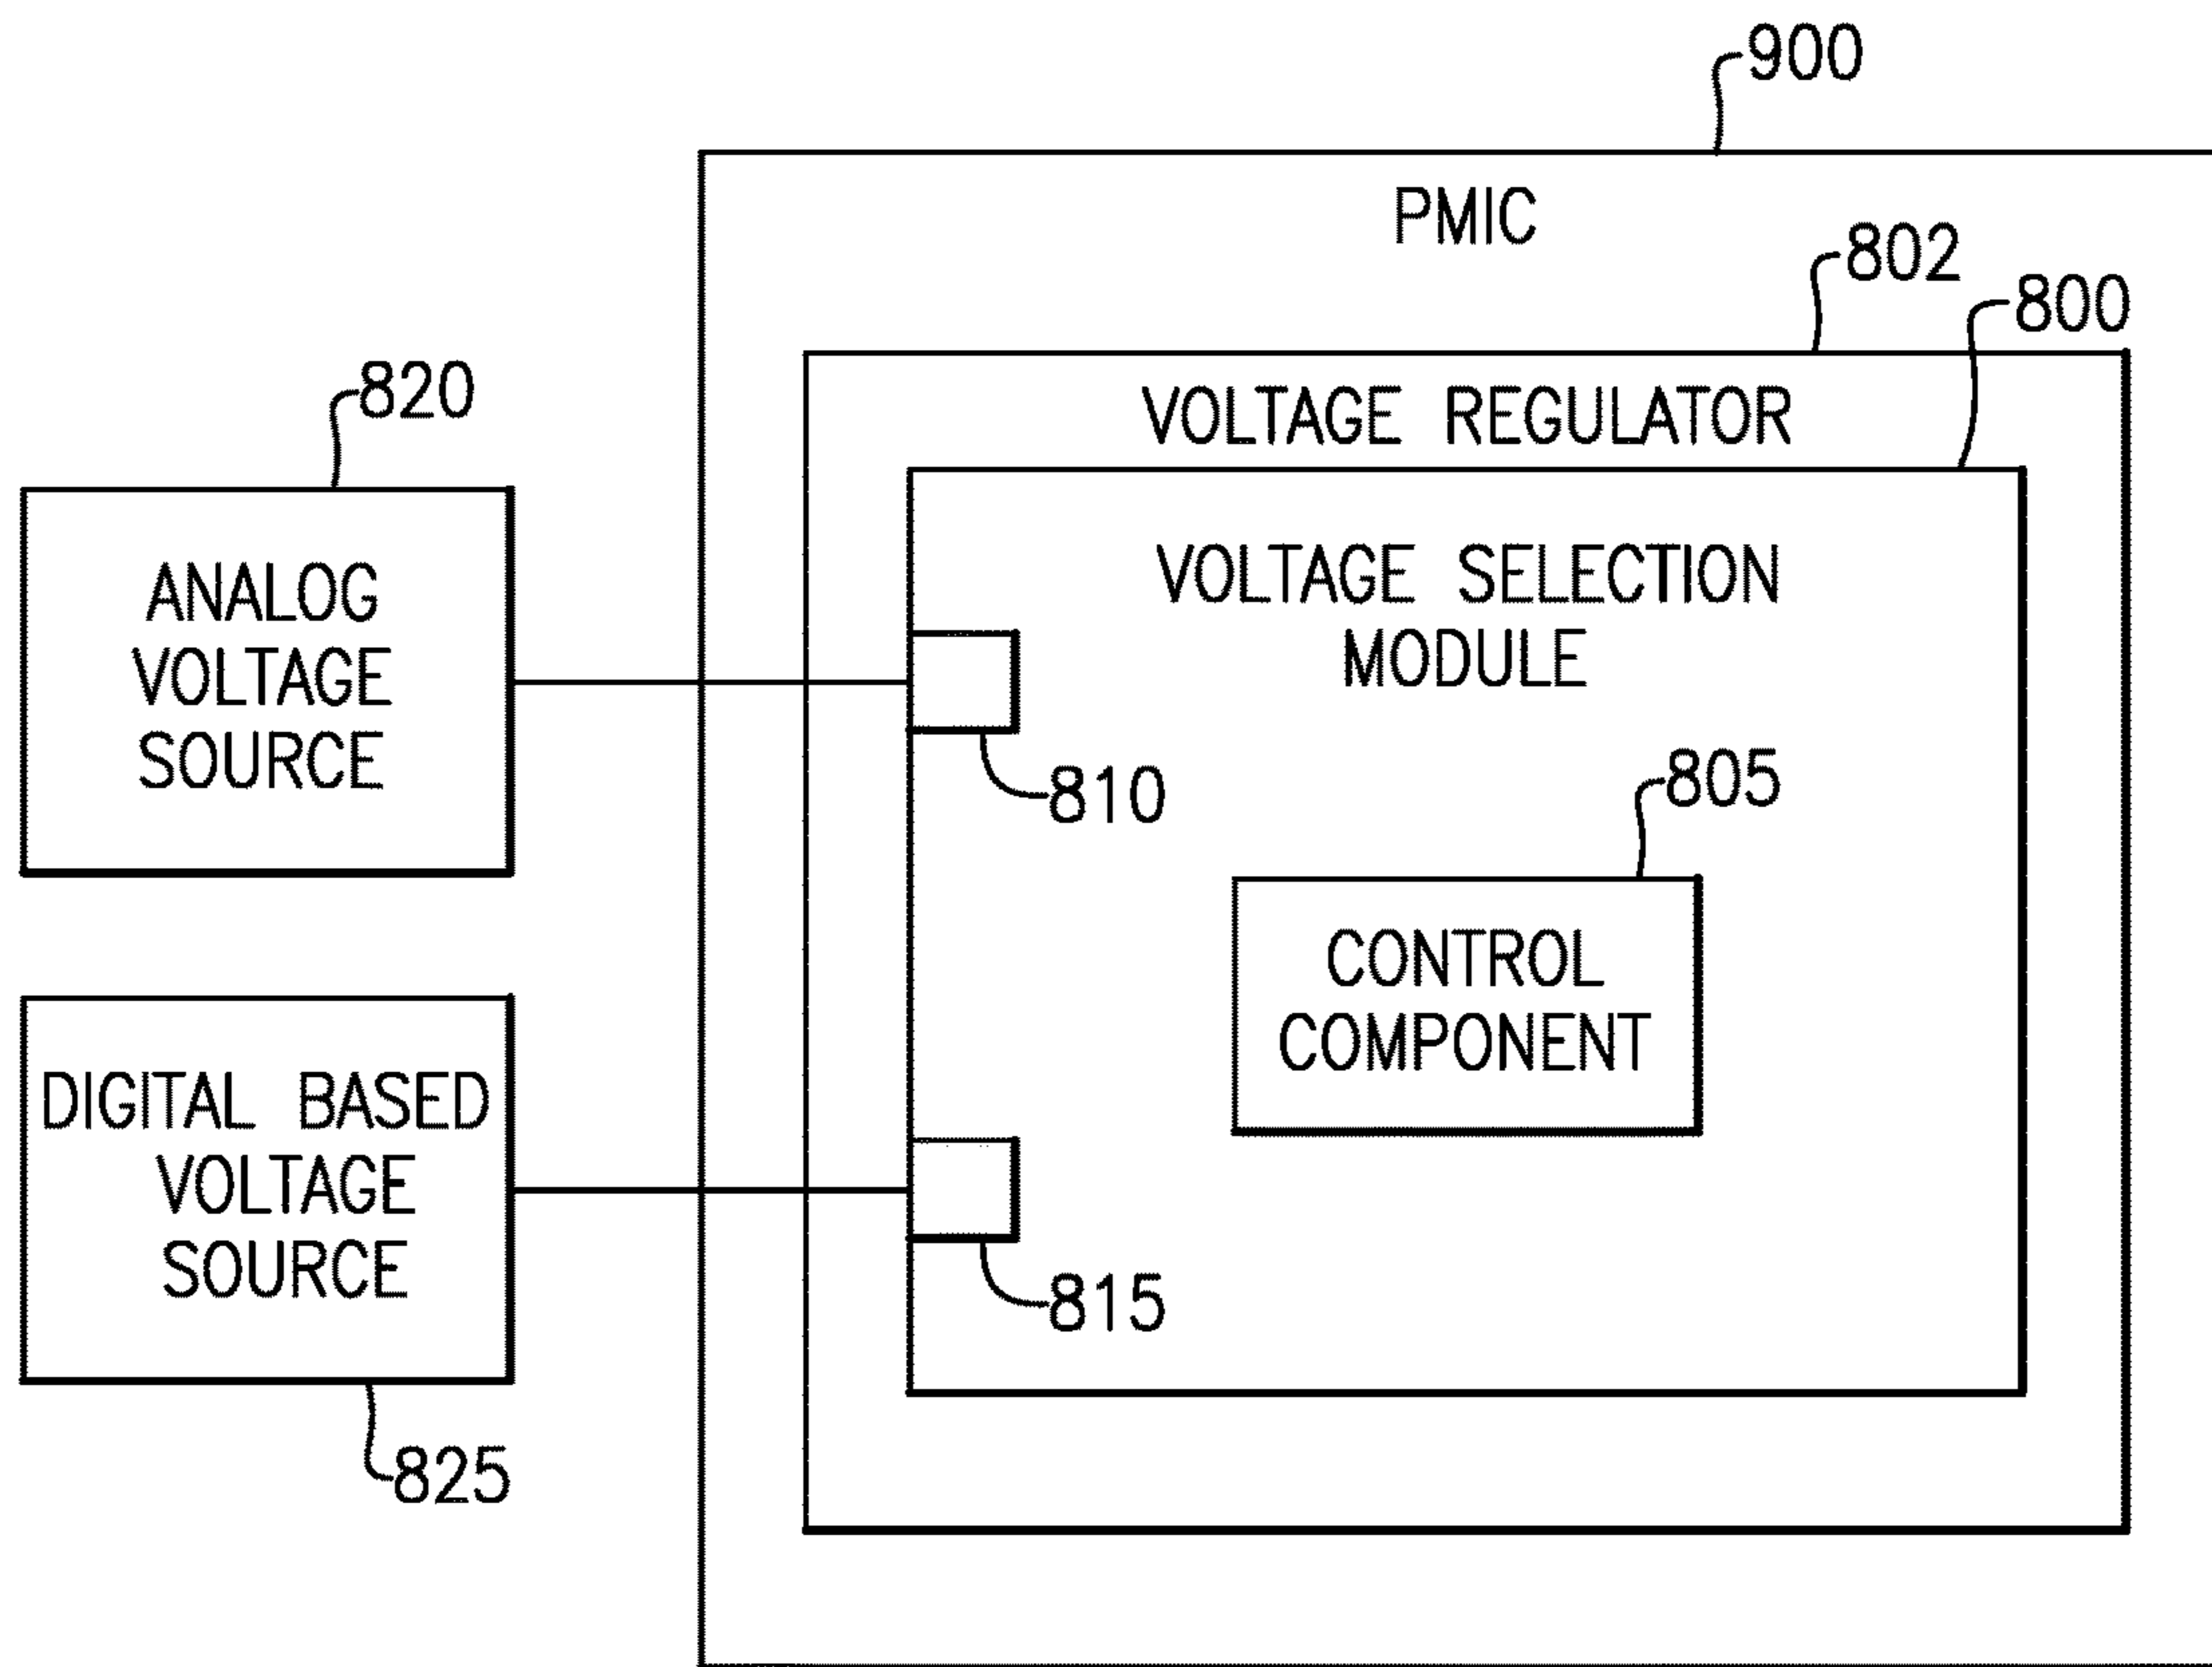 900
PMIC
802
800
820
VOLTAGE REGULATOR
ANALOG
VOLTAGE
SOURCE
VOLTAGE SELECTION
MODULE
810
805
CONTROL
COMPONENT
DIGITAL BASED
VOLTAGE
SOURCE
815
825